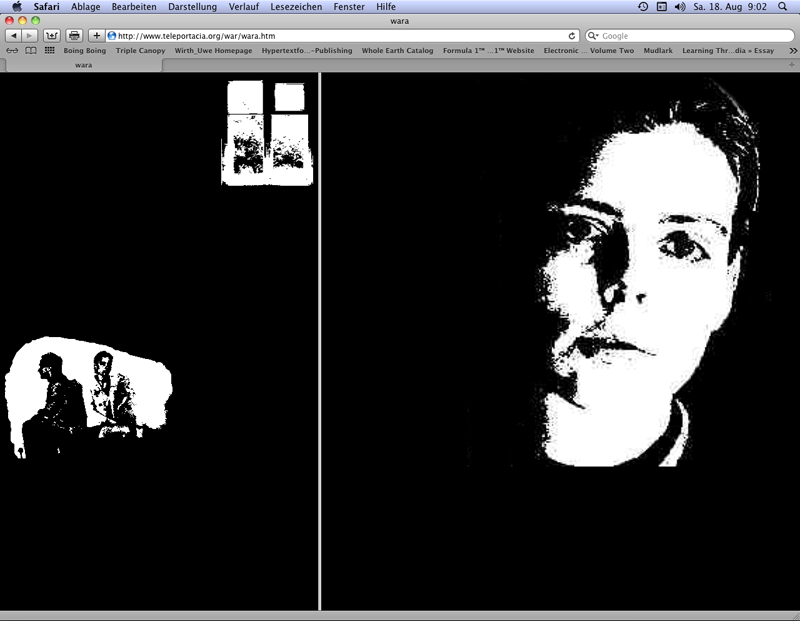 Safari Ablage Bearbeiten Darstellung Verlauf Lesezeichen Fenster Hilfe Sa. 18. Aug 9:02
wara
http://www.teleportacia.org/war/wara.htm Google
Boing Boing Triple Canopy Wirth_Uwe Homepage Hypertextfo...-Publishing Whole Earth Catalog Formula 1™ ...1™ Website Electronic ... Volume Two Mudlark Learning Thr...dia » Essay
wara